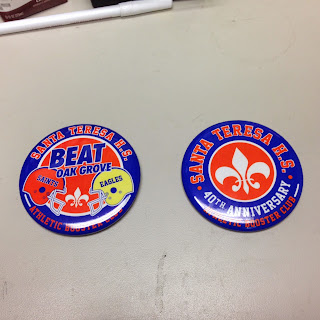 SANTA TERESA H.S.
BEAT
OAK GROVE
SAINTS
EAGLES
ATHLETIC BOOSTER CLUB
SANTA TERESA H.S.
40TH ANNIVERSARY
ATHLETIC BOOSTER CLUB